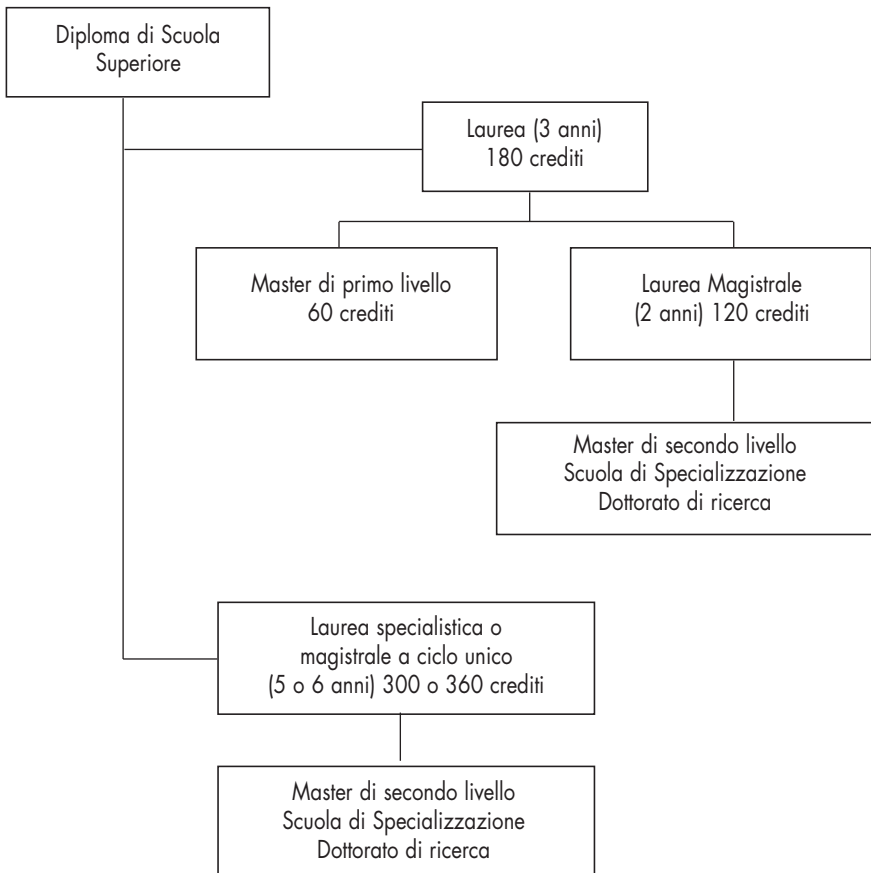 Diploma di Scuola
Superiore
Laurea (3 anni)
180 crediti
Master di primo livello
60 crediti
Laurea Magistrale
(2 anni) 120 crediti
Master di secondo livello
Scuola di Specializzazione
Dottorato di ricerca
Laurea specialistica o
magistrale a ciclo unico
(5 o 6 anni) 300 o 360 crediti
Master di secondo livello
Scuola di Specializzazione
Dottorato di ricerca